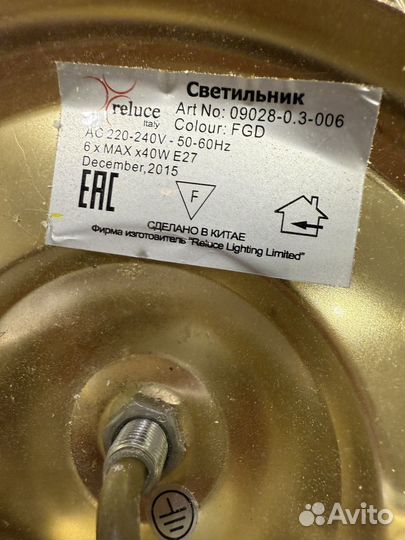 Светильник
reluce
Italy
Art No: 09028-0.3-006
Colour: FGD
AC 220-240V - 50-60Hz
6 x MAX x40W E27
December,2015
EAC
F
СДЕЛАНО В КИТАЕ
Фирма изготовитель "Reluce Lighting Limited"
Avito